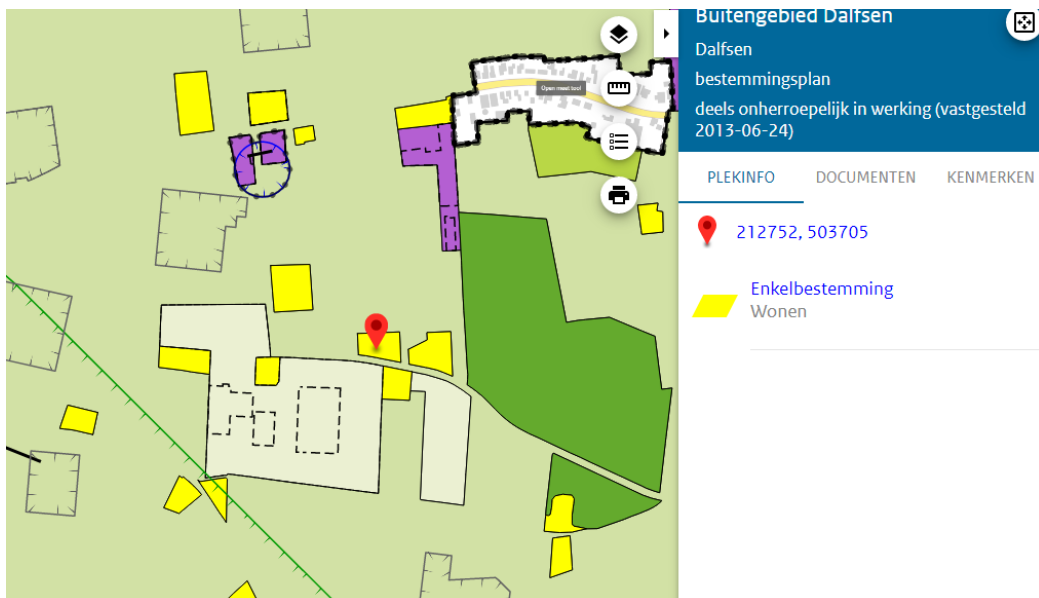 Buitengebied Dalfsen
Dalfsen
bestemmingsplan
deels onherroepelijk in werking (vastgesteld
2013-06-24)
PLEKINFO DOCUMENTEN KENMERKEN
212752, 503705
Enkelbestemming
Wonen
Open meet tool